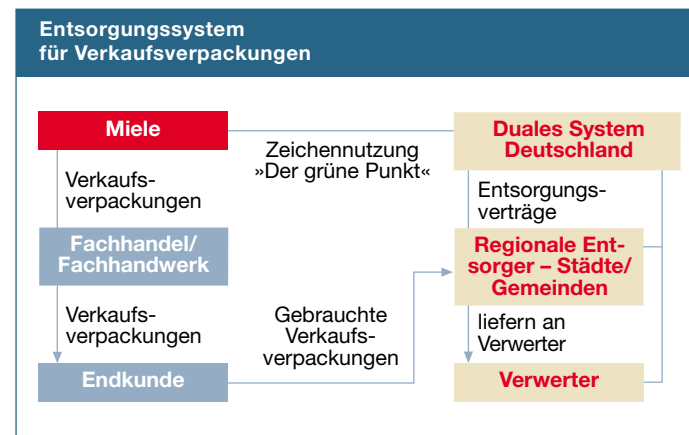 Entsorgungssystem
für Verkaufsverpackungen
Miele
Duales System
Deutschland
Zeichennutzung
»Der grüne Punkt«
Verkaufs-
verpackungen
Entsorgungs-
verträge
Fachhandel/
Fachhandwerk
Regionale Ent-
sorger – Städte/
Gemeinden
Verkaufs-
verpackungen
Gebrauchte
Verkaufs-
verpackungen
liefern an
Verwerter
Endkunde
Verwerter